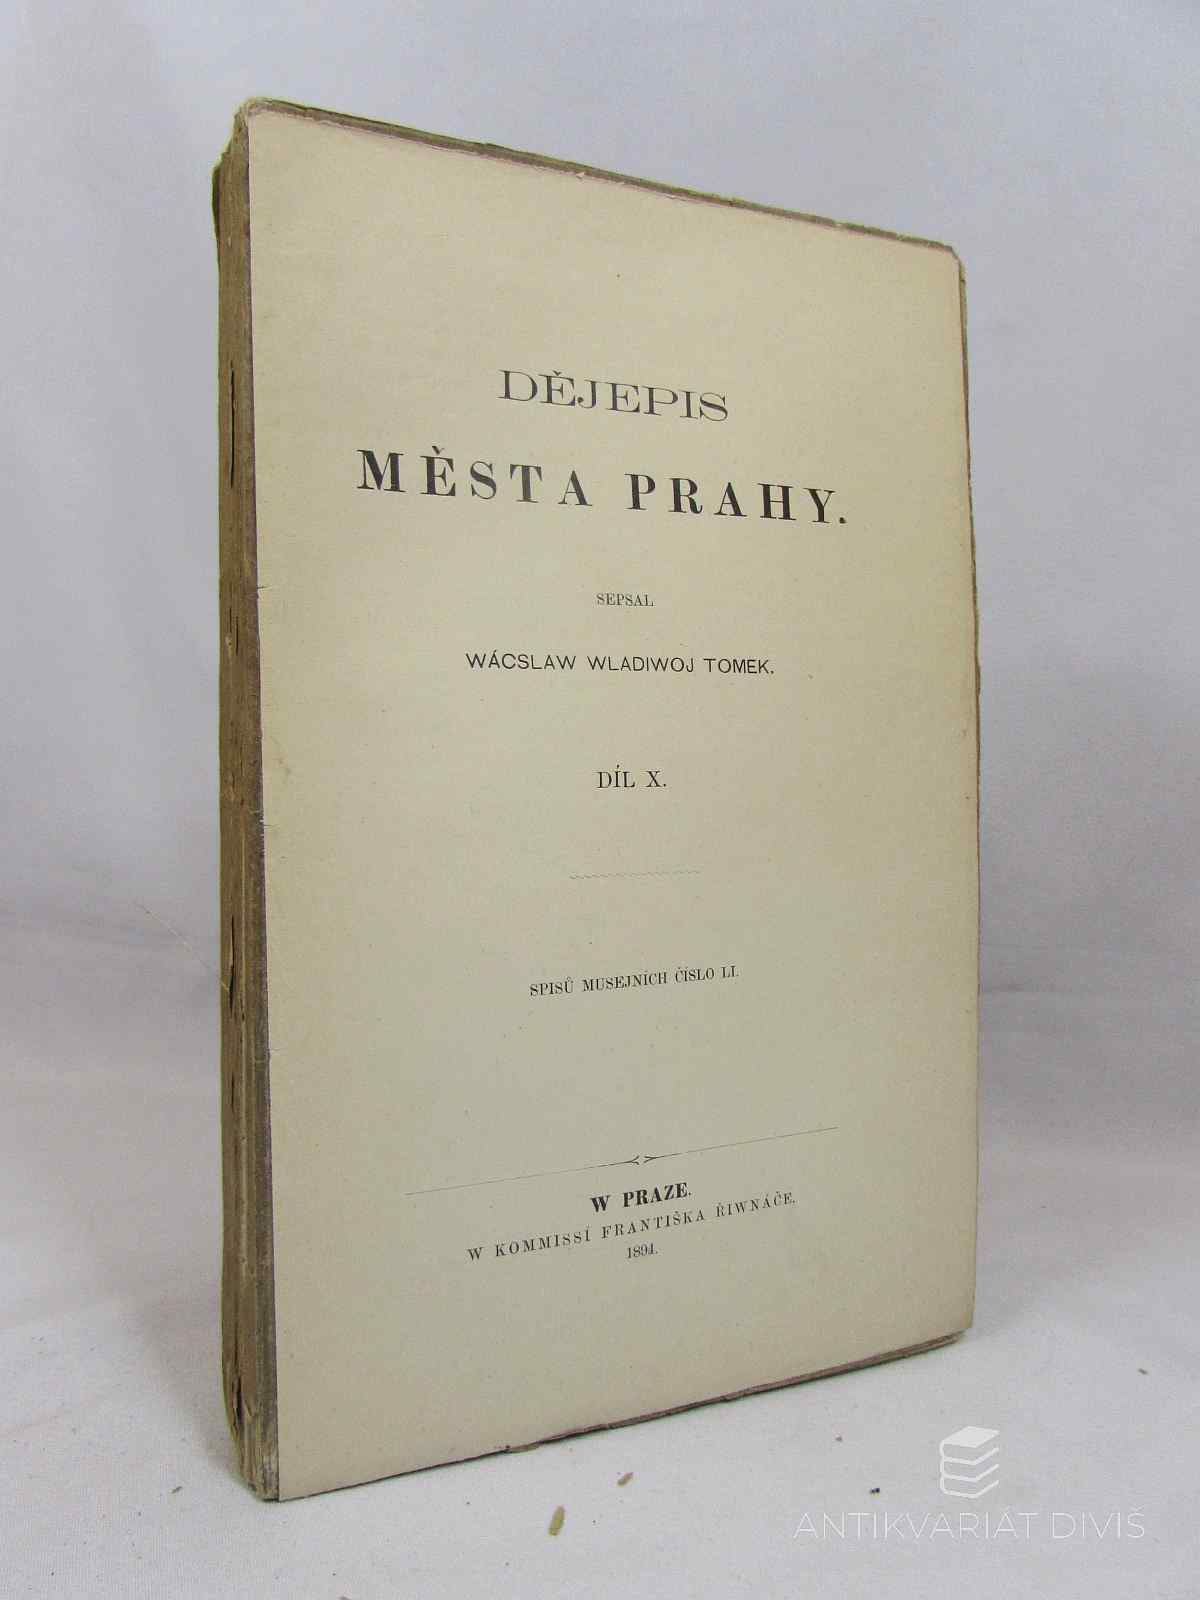 DĚJEPIS
MĚSTA PRAHY.
SEPSAL
WÁCSLAW WLADIWOJ TOMEK.
DÍL X.
SPISŮ MUSEJNÍCH ČÍSLO LI.
W PRAZE.
W KOMMISSÍ FRANTIŠKA ŘIWNÁČE.
1894.
ANTIKVARIÁT DIVIŠ